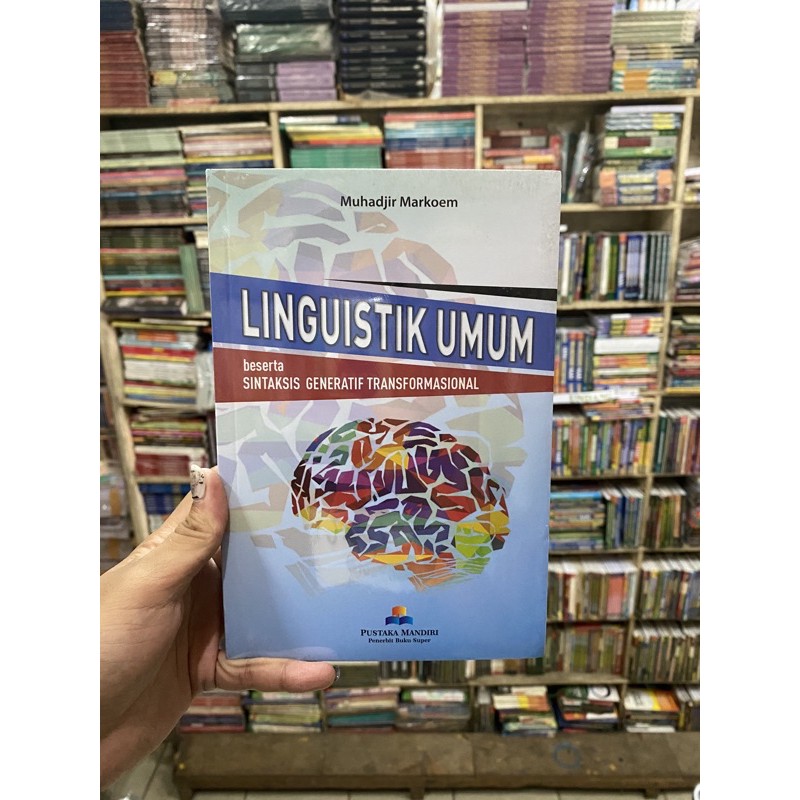 Muhadjir Markoem
LINGUISTIK UMUM
beserta
SINTAKSIS GENERATIF TRANSFORMASIONAL
PUSTAKA MANDIRI
Penerbit Buku Super